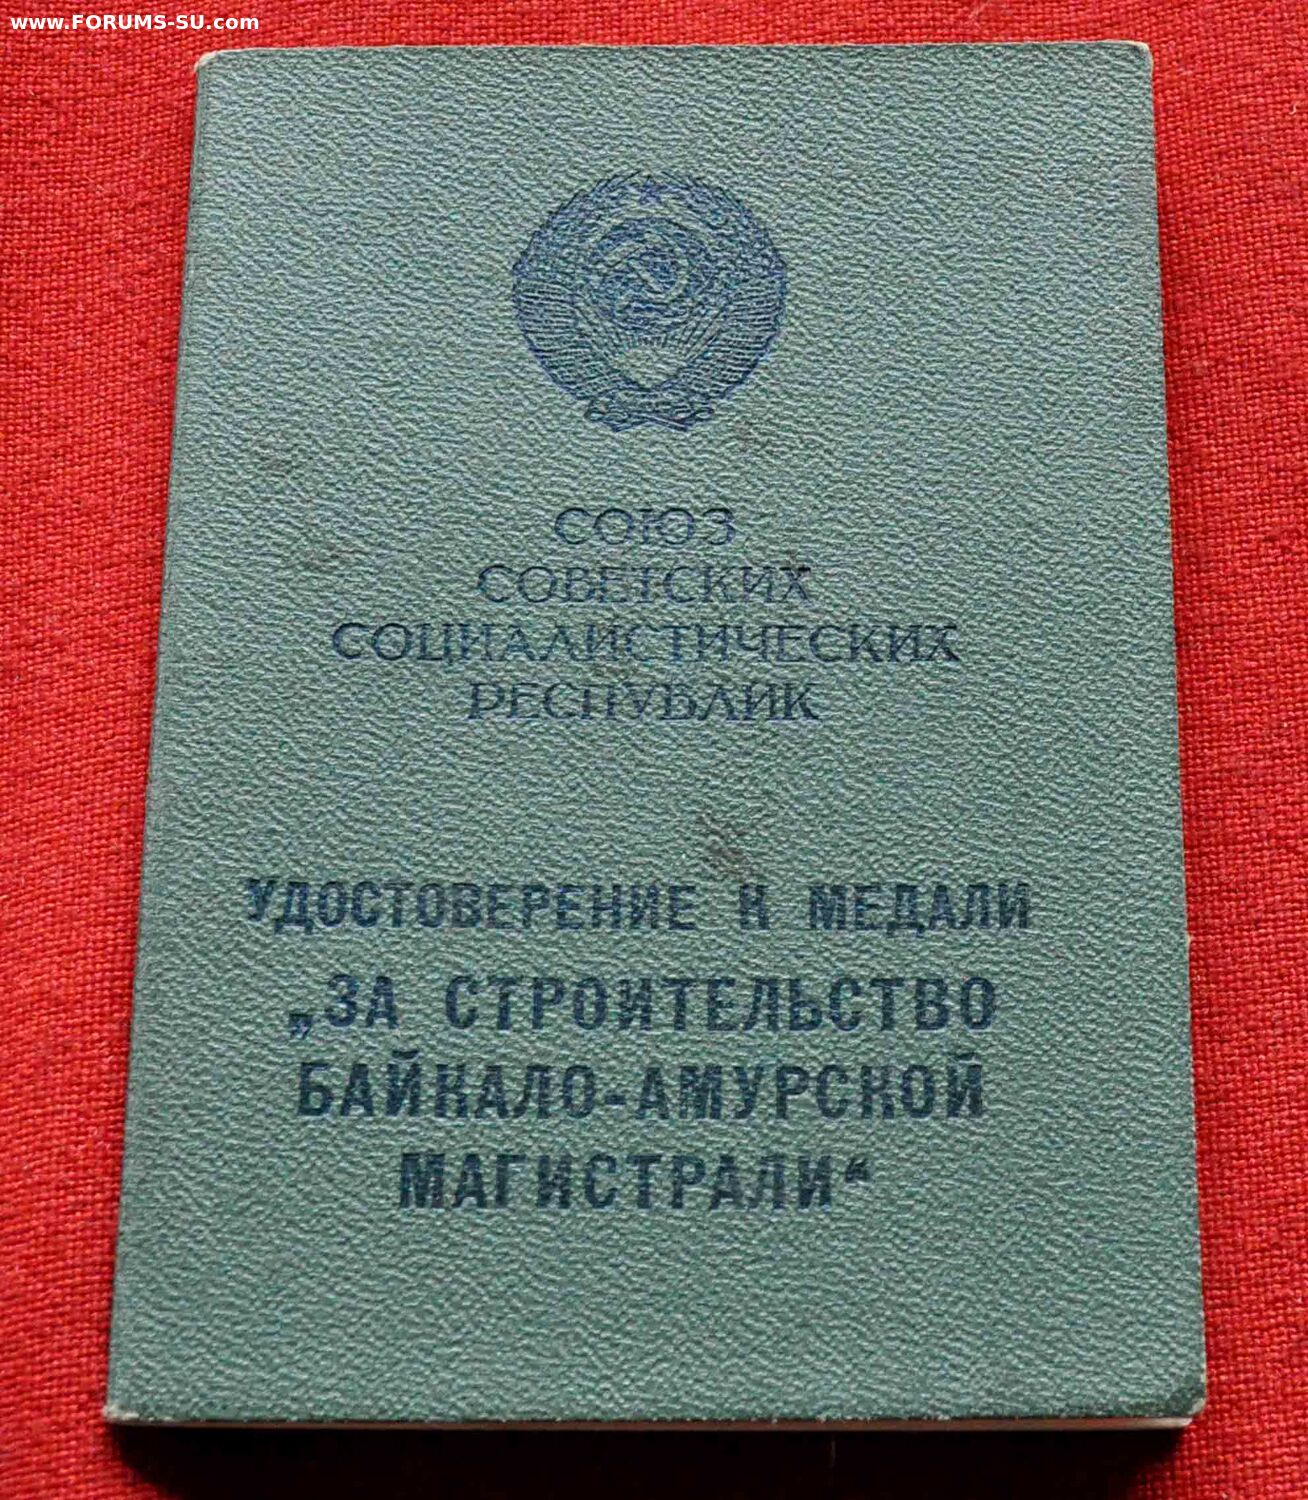 www.FORUMS-SU.com
СОЮЗ
СОВЕТСКИХ
СОЦИАЛИСТИЧЕСКИХ
РЕСПУБЛИК
УДОСТОВЕРЕНИЕ К МЕДАЛИ
„ЗА СТРОИТЕЛЬСТВО
БАЙКАЛО-АМУРСКОЙ
МАГИСТРАЛИ“